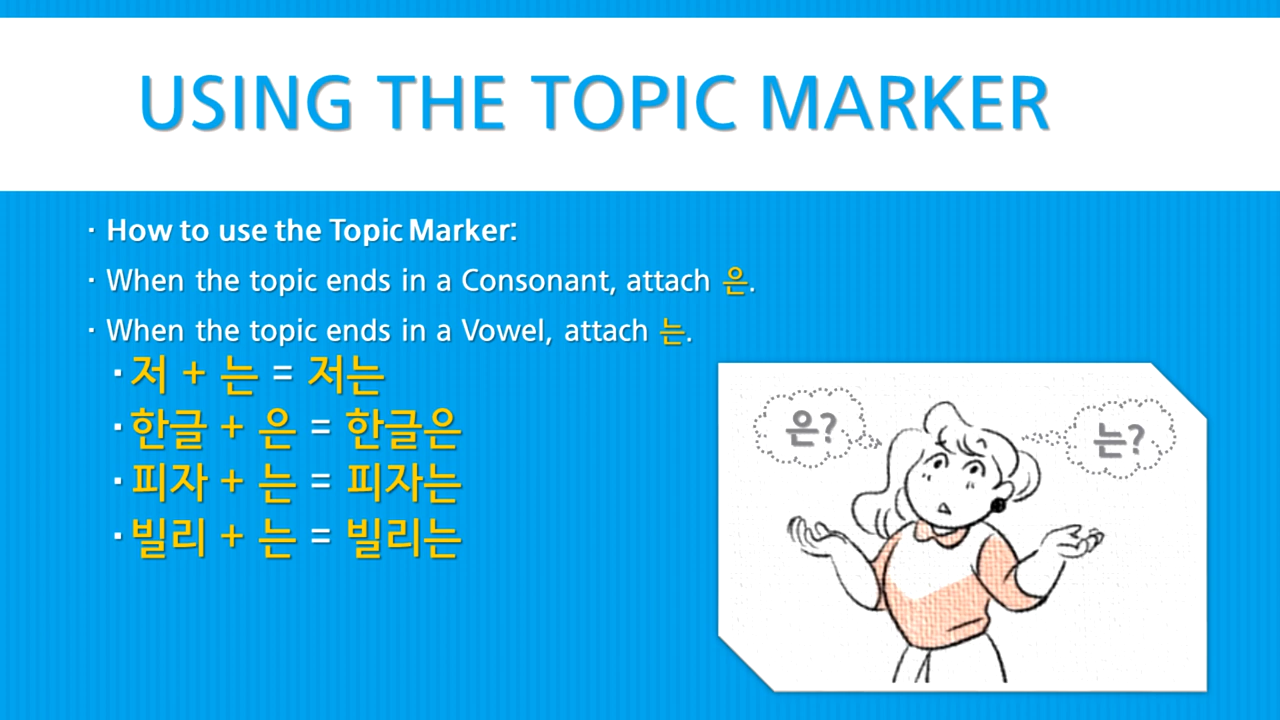 USING THE TOPIC MARKER
· How to use the Topic Marker:
· When the topic ends in a Consonant, attach 은.
· When the topic ends in a Vowel, attach 는.
· 저 + 는 = 저는
· 한글 + 은 = 한글은
· 피자 + 는 = 피자는
· 빌리 + 는 = 빌리는
은?
는?